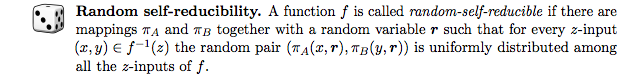 Random self-reducibility. A function f is called random-self-reducible if there are
mappings π_A and π_B together with a random variable r such that for every z-input
(x, y) ∈ f⁻¹(z) the random pair (π_A(x, r), π_B(y, r)) is uniformly distributed among
all the z-inputs of f.